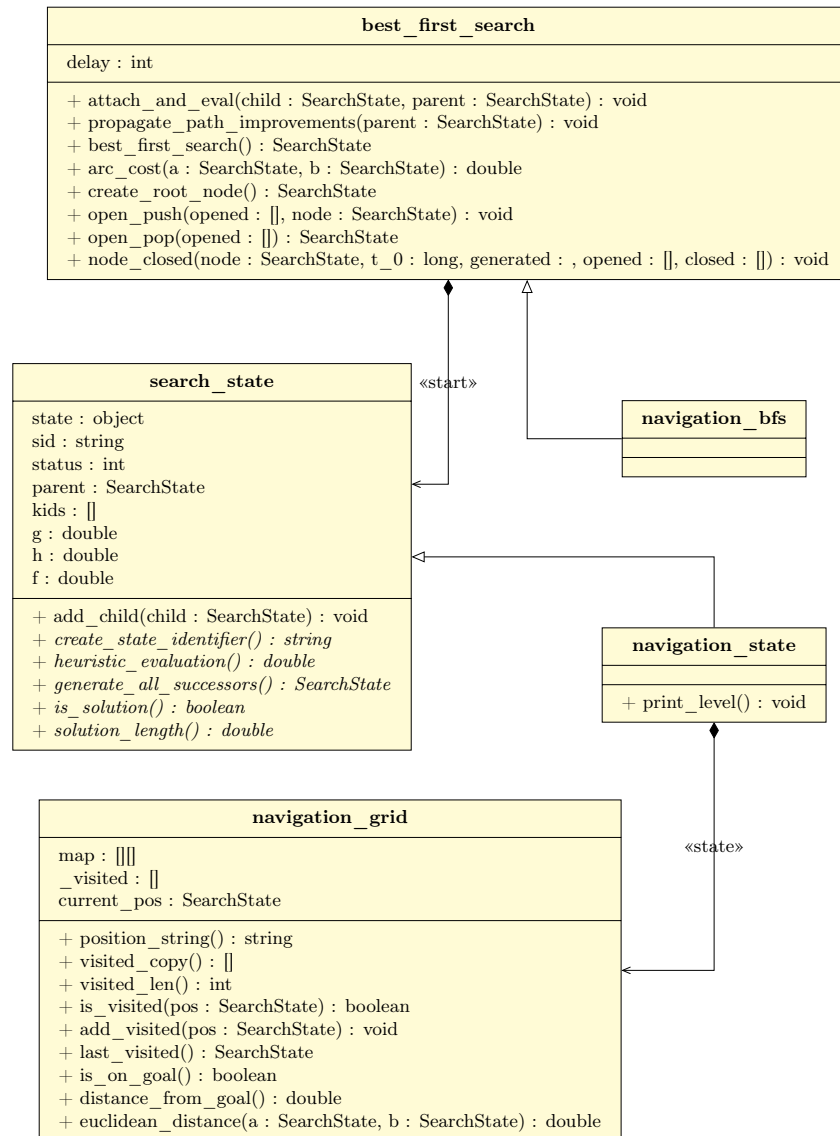 best_first_search
delay : int
+ attach_and_eval(child : SearchState, parent : SearchState) : void
+ propagate_path_improvements(parent : SearchState) : void
+ best_first_search() : SearchState
+ arc_cost(a : SearchState, b : SearchState) : double
+ create_root_node() : SearchState
+ open_push(opened : [], node : SearchState) : void
+ open_pop(opened : []) : SearchState
+ node_closed(node : SearchState, t_0 : long, generated : , opened : [], closed : []) : void
«start»
search_state
state : object
sid : string
status : int
parent : SearchState
kids : []
g : double
h : double
f : double
+ add_child(child : SearchState) : void
+ create_state_identifier() : string
+ heuristic_evaluation() : double
+ generate_all_successors() : SearchState
+ is_solution() : boolean
+ solution_length() : double
navigation_bfs
navigation_state
+ print_level() : void
«state»
navigation_grid
map : [][]
_visited : []
current_pos : SearchState
+ position_string() : string
+ visited_copy() : []
+ visited_len() : int
+ is_visited(pos : SearchState) : boolean
+ add_visited(pos : SearchState) : void
+ last_visited() : SearchState
+ is_on_goal() : boolean
+ distance_from_goal() : double
+ euclidean_distance(a : SearchState, b : SearchState) : double